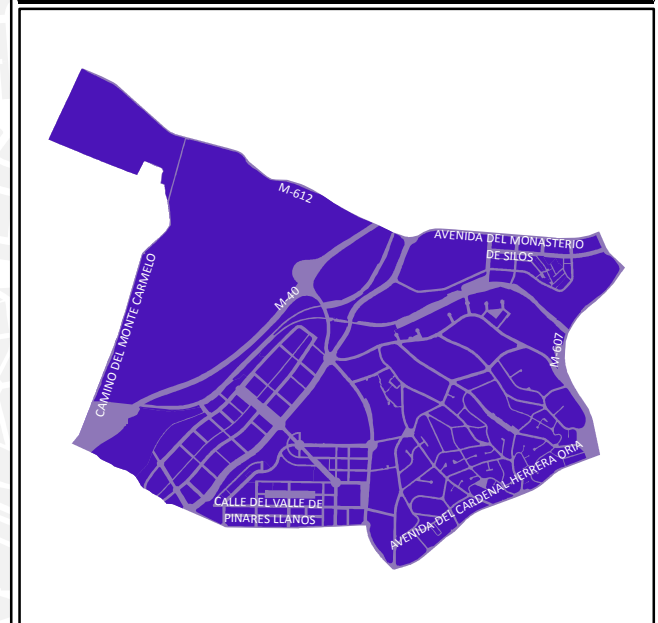 M-612
AVENIDA DEL MONASTERIO
DE SILOS
CAMINO DEL MONTE CARMELO
M-40
M-607
AVENIDA DEL CARDENAL HERRERA ORIA
CALLE DEL VALLE DE
PINARES LLANOS